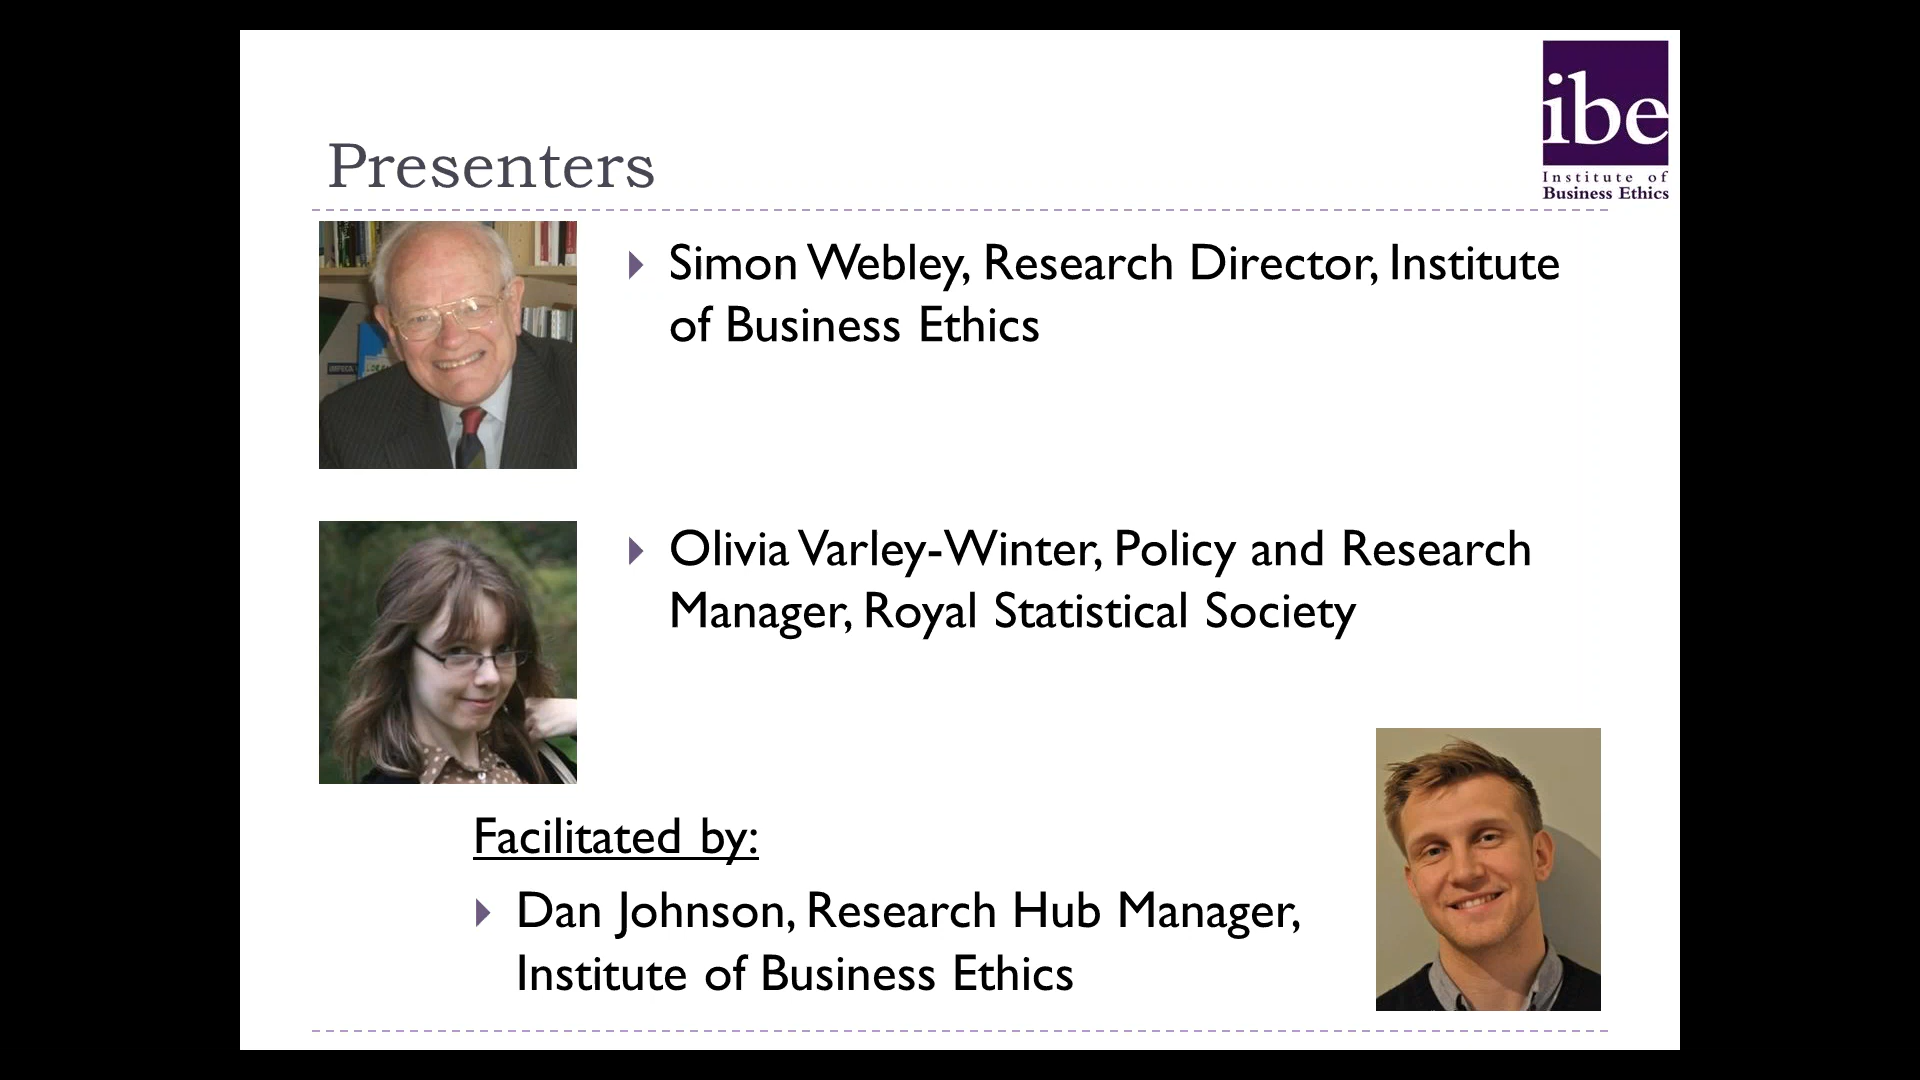 ibe
Institute of
Business Ethics
Presenters
Simon Webley, Research Director, Institute
of Business Ethics
Olivia Varley-Winter, Policy and Research
Manager, Royal Statistical Society
Facilitated by:
Dan Johnson, Research Hub Manager,
Institute of Business Ethics